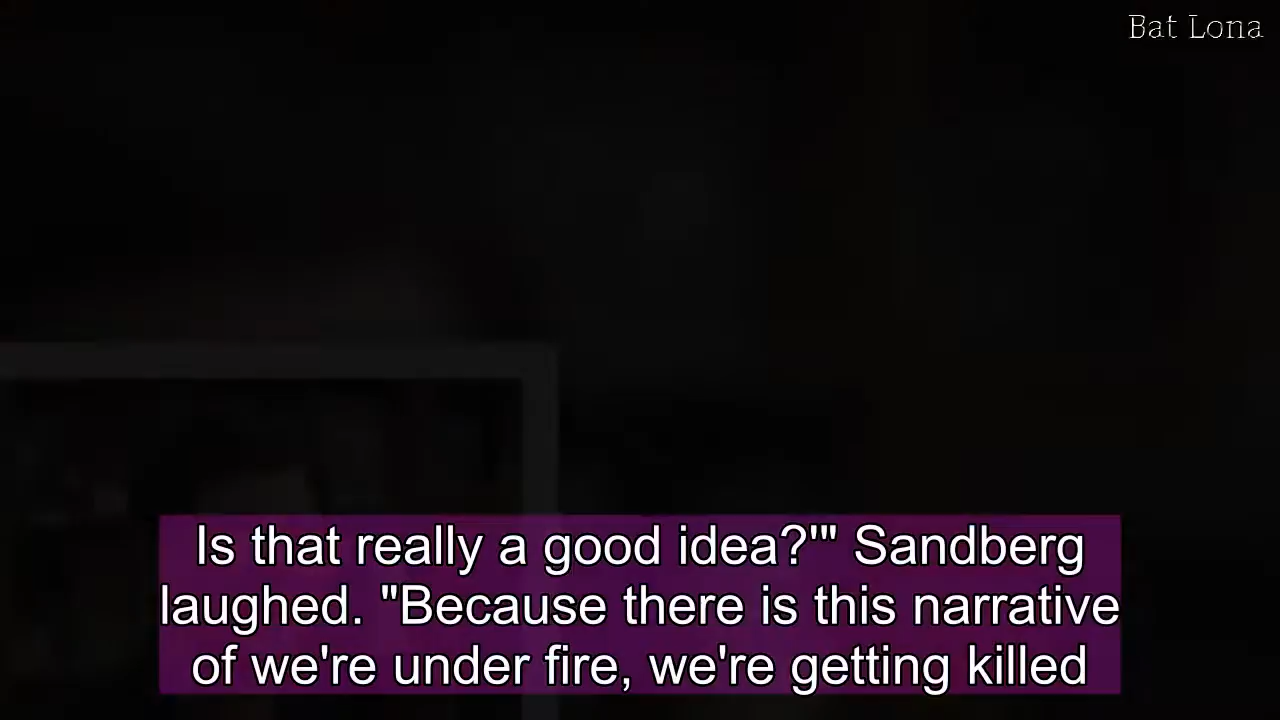 Bat Lona
Is that really a good idea?'" Sandberg
laughed. "Because there is this narrative
of we're under fire, we're getting killed